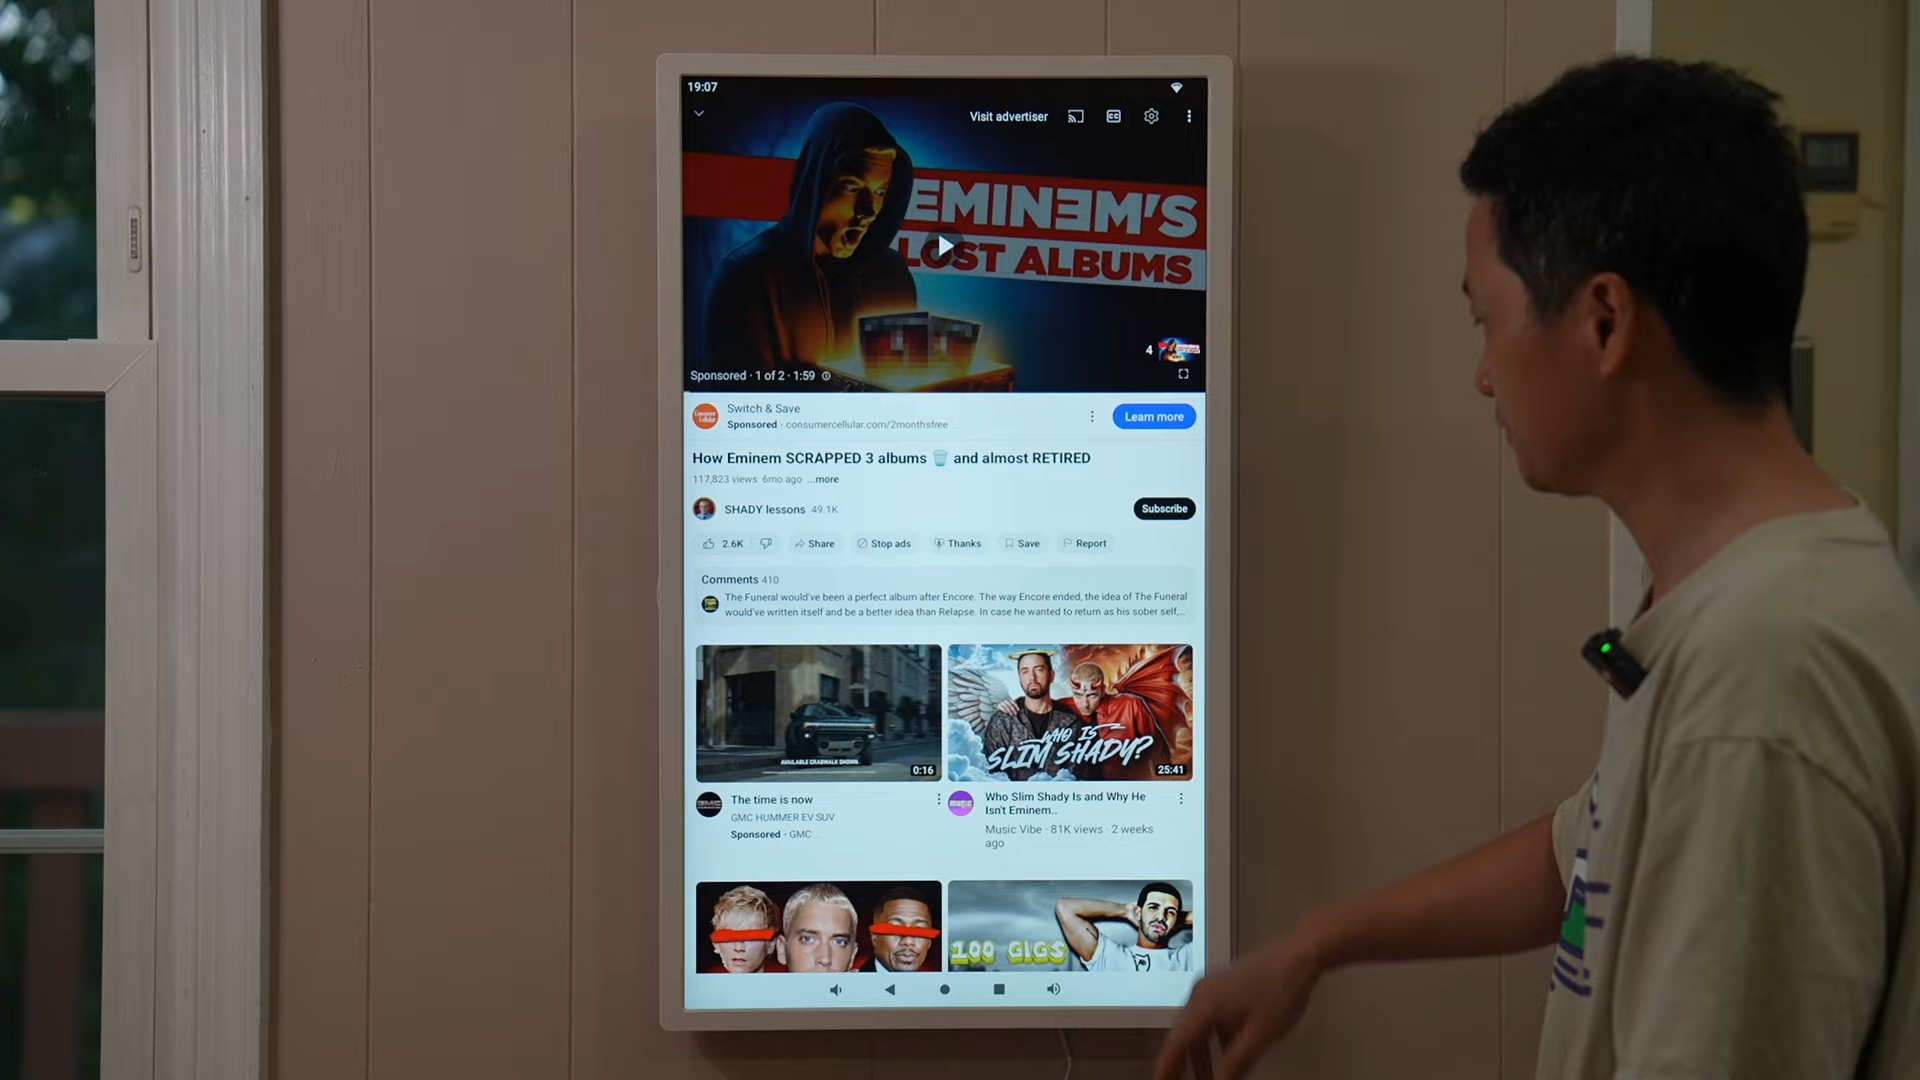 19:07
Visit advertiser
CC
EMINEM'S
LOST ALBUMS
4
Sponsored · 1 of 2 · 1:59
Switch & Save
Sponsored · consumercellular.com/2monthsfree
Learn more
How Eminem SCRAPPED 3 albums 🗑️ and almost RETIRED
117,823 views 6mo ago ...more
SHADY lessons 49.1K
Subscribe
2.6K
Share
Stop ads
Thanks
Save
Report
Comments 410
The Funeral would've been a perfect album after Encore. The way Encore ended, the idea of The Funeral
would've written itself and be a better idea than Relapse. In case he wanted to return as his sober self,...
AVAILABLE CRABWALK SHOWN
0:16
WHO IS
SLIM SHADY?
25:41
GMC
The time is now
GMC HUMMER EV SUV
Sponsored · GMC
Who Slim Shady Is and Why He
Isn't Eminem..
Music Vibe · 81K views · 2 weeks
ago
100 GIGS